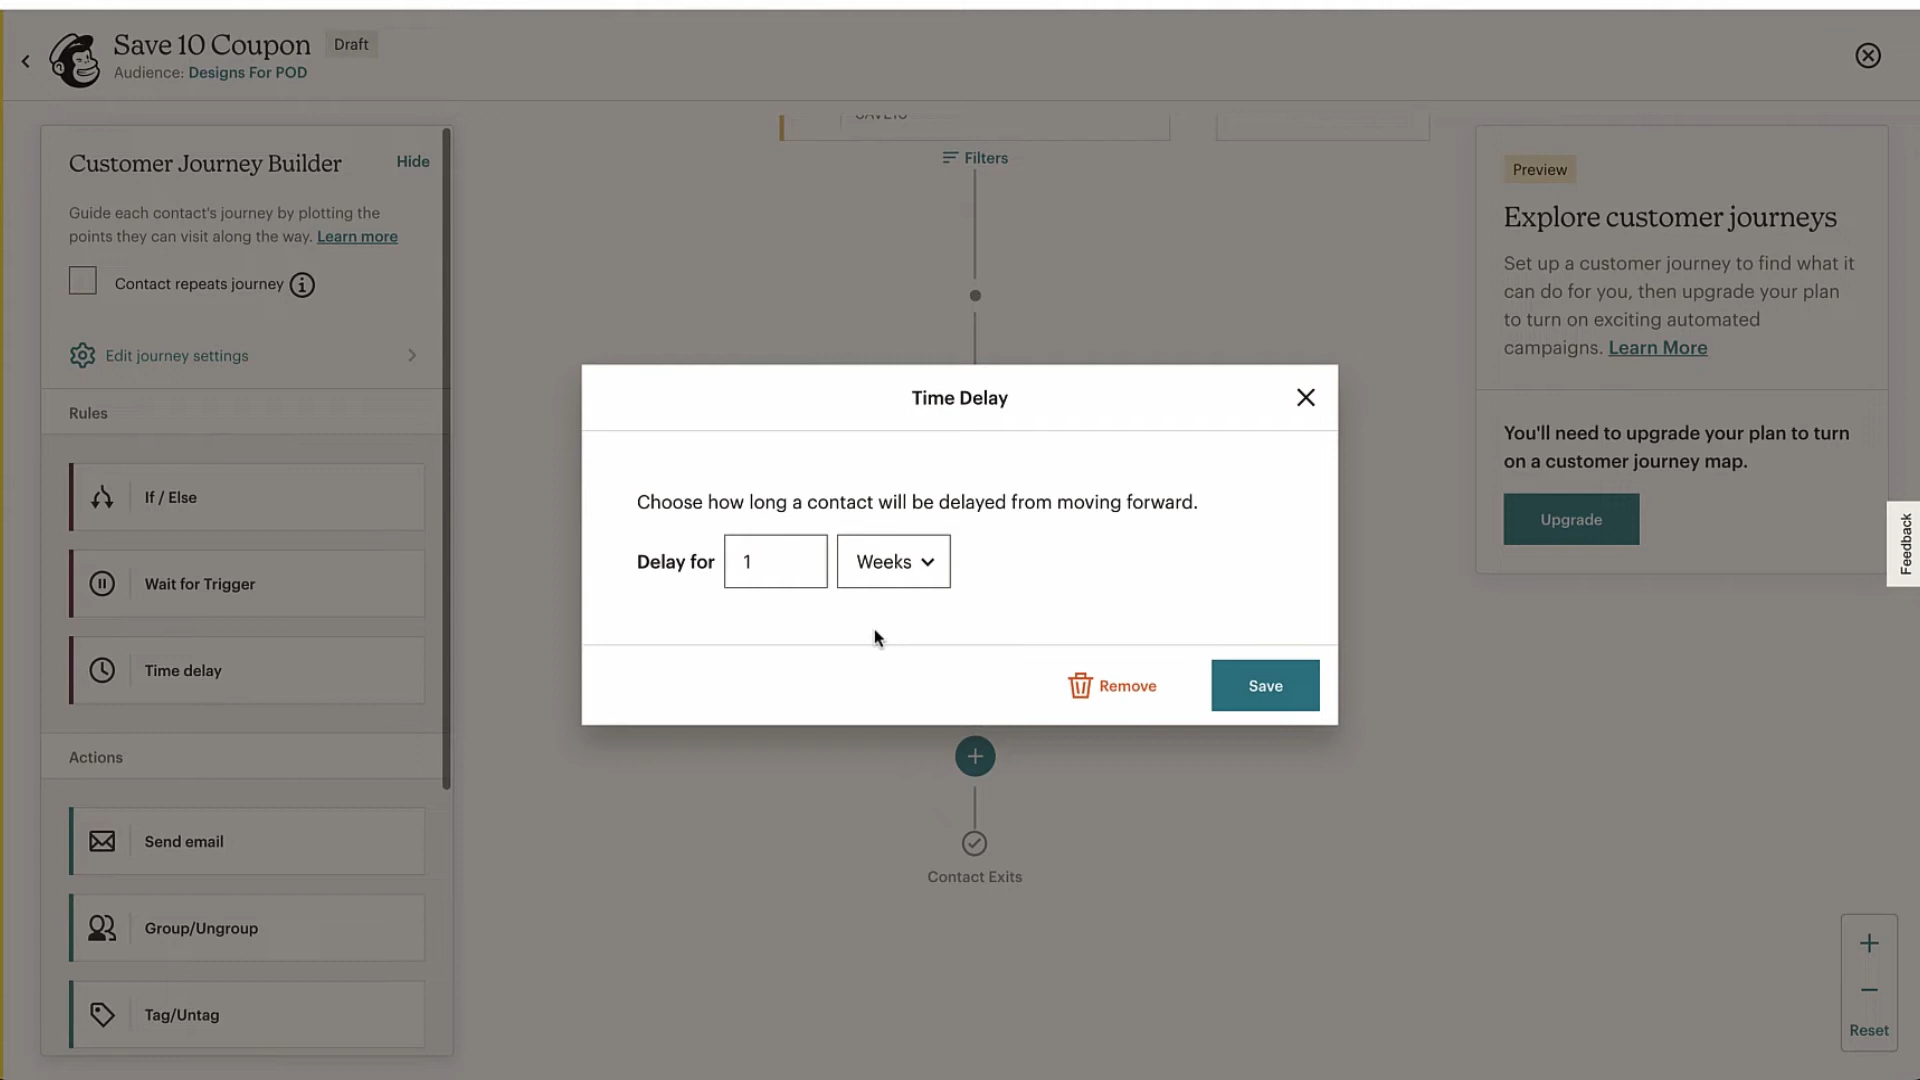 Save 10 Coupon
Draft
Audience: Designs For POD
Customer Journey Builder
Hide
Guide each contact's journey by plotting the
points they can visit along the way. Learn more
Contact repeats journey
Edit journey settings
Rules
If / Else
Wait for Trigger
Time delay
Actions
Send email
Group/Ungroup
Tag/Untag
SAVE10
Filters
Time Delay
Choose how long a contact will be delayed from moving forward.
Delay for 1 Weeks
Remove
Save
Contact Exits
Preview
Explore customer journeys
Set up a customer journey to find what it
can do for you, then upgrade your plan
to turn on exciting automated
campaigns. Learn More
You'll need to upgrade your plan to turn
on a customer journey map.
Upgrade
Feedback
Reset